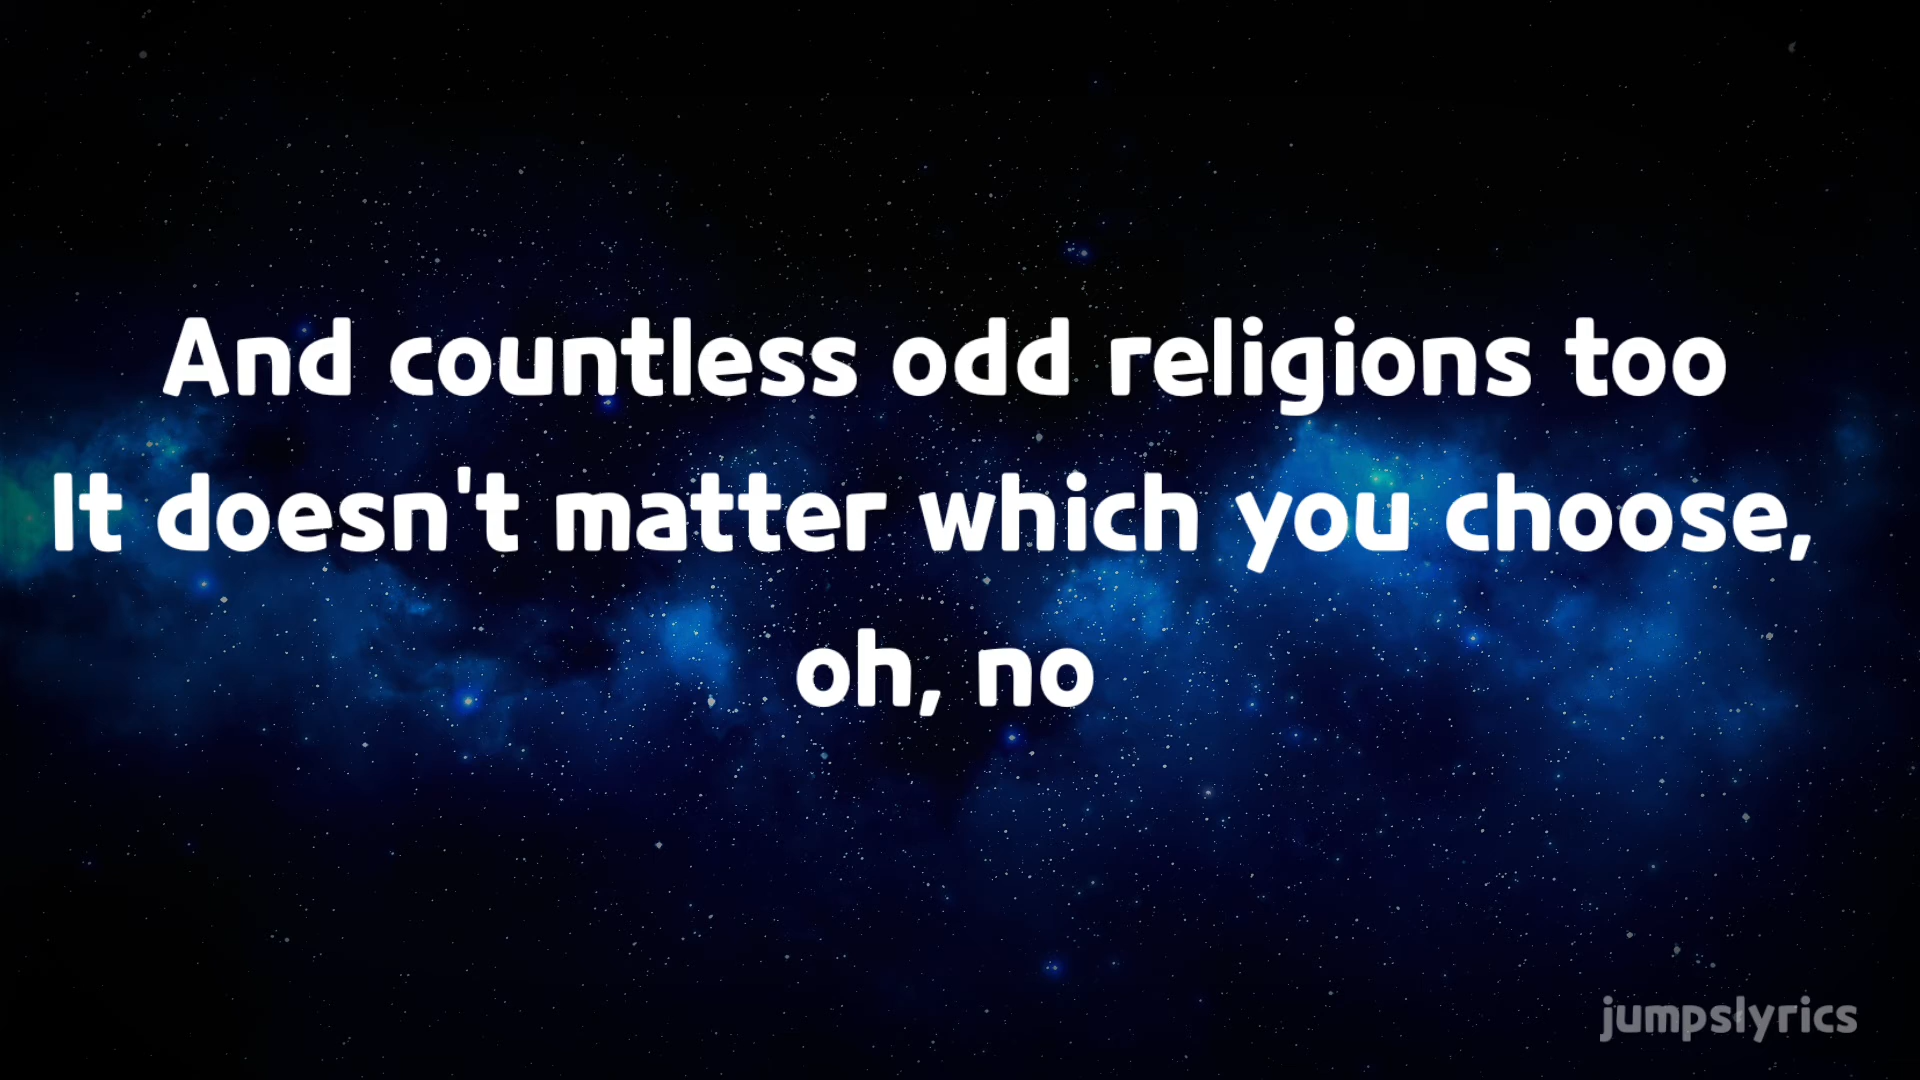 And countless odd religions too
It doesn't matter which you choose,
oh, no
jumpslyrics